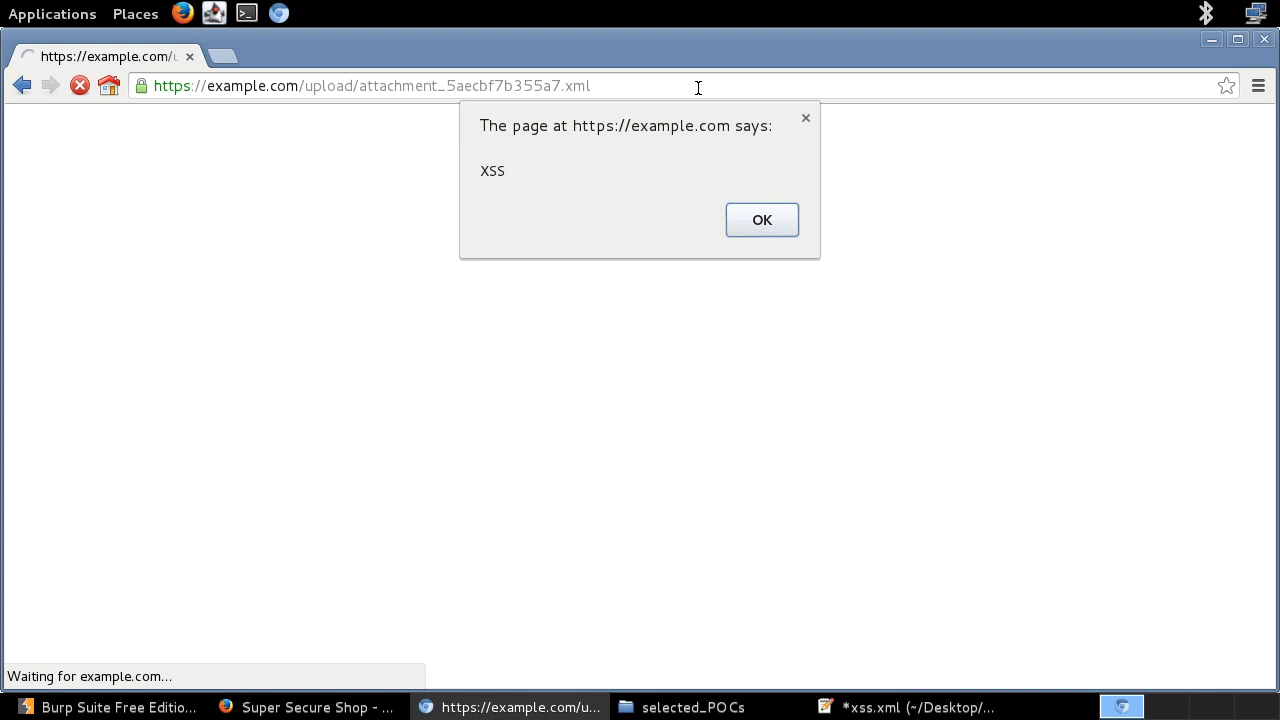 Applications Places
https://example.com/u
https://example.com/upload/attachment_5aecbf7b355a7.xml
The page at https://example.com says:
XSS
OK
Waiting for example.com...
Burp Suite Free Editio... Super Secure Shop - ... https://example.com/u... selected_POCs *xss.xml (~/Desktop/...